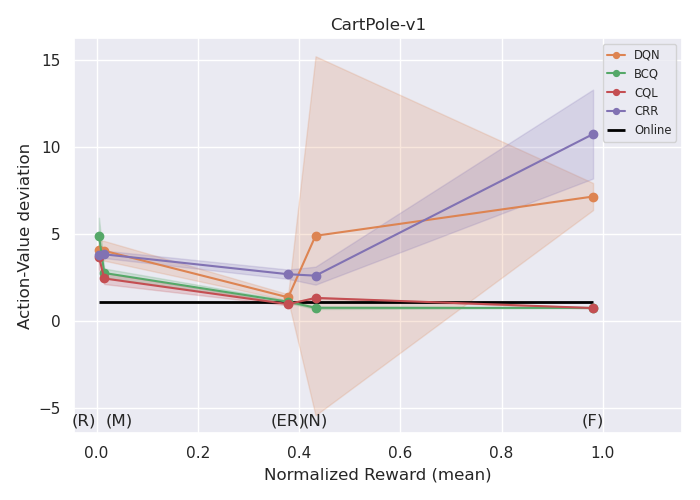 CartPole-v1
Action-Value deviation
15
10
5
0
−5
DQN
BCQ
CQL
CRR
Online
(R) (M) (ER) (N) (F)
0.0 0.2 0.4 0.6 0.8 1.0
Normalized Reward (mean)